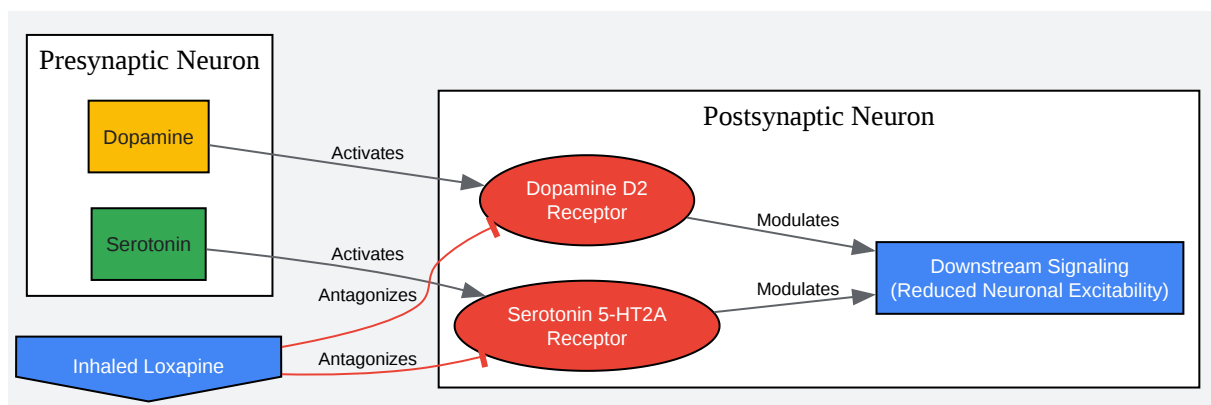 Presynaptic Neuron
Dopamine
Serotonin
Inhaled Loxapine
Activates
Activates
Antagonizes
Antagonizes
Postsynaptic Neuron
Dopamine D2
Receptor
Serotonin 5-HT2A
Receptor
Modulates
Modulates
Downstream Signaling
(Reduced Neuronal Excitability)